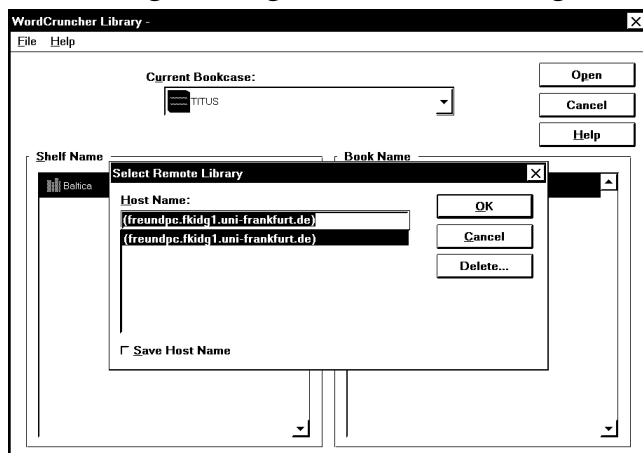 WordCruncher Library -
File Help
Current Bookcase:
TITUS
Open
Cancel
Help
Shelf Name
Book Name
Baltica
Select Remote Library
Host Name:
(freundpc.fkidg1.uni-frankfurt.de)
(freundpc.fkidg1.uni-frankfurt.de)
OK
Cancel
Delete...
Save Host Name